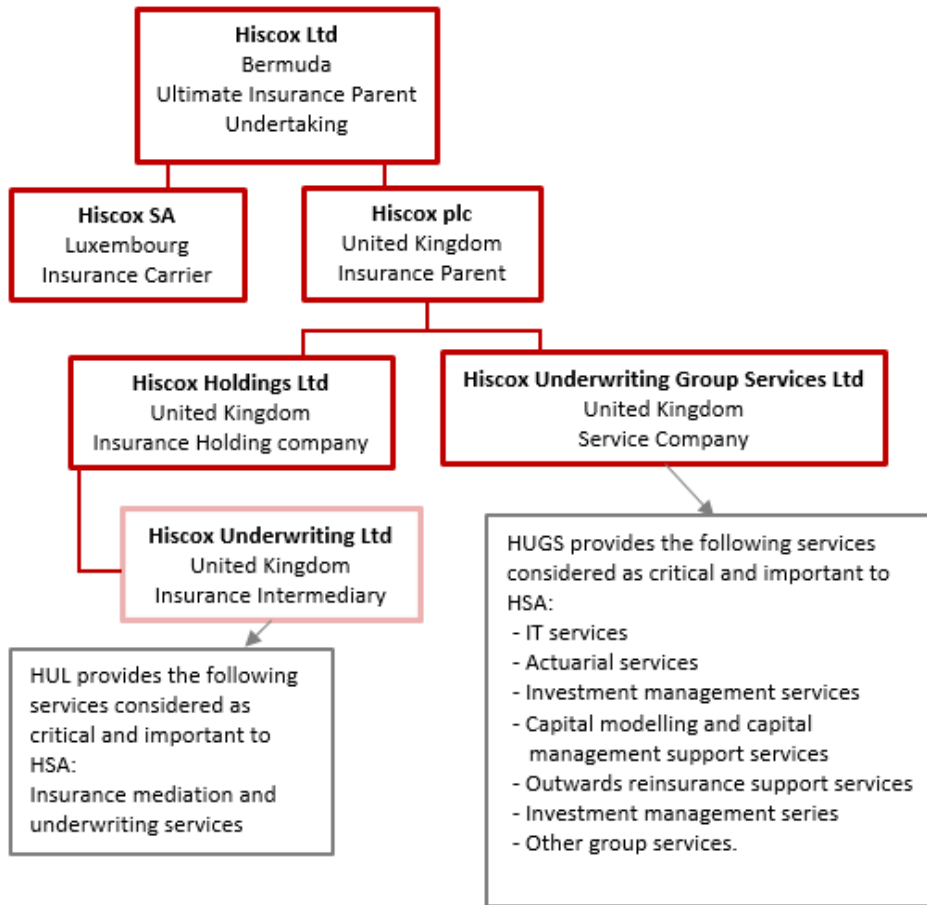 Hiscox Ltd
Bermuda
Ultimate Insurance Parent
Undertaking
Hiscox SA
Luxembourg
Insurance Carrier
Hiscox plc
United Kingdom
Insurance Parent
Hiscox Holdings Ltd
United Kingdom
Insurance Holding company
Hiscox Underwriting Group Services Ltd
United Kingdom
Service Company
Hiscox Underwriting Ltd
United Kingdom
Insurance Intermediary
HUL provides the following
services considered as
critical and important to
HSA:
Insurance mediation and
underwriting services
HUGS provides the following services
considered as critical and important to
HSA:
- IT services
- Actuarial services
- Investment management services
- Capital modelling and capital
management support services
- Outwards reinsurance support services
- Investment management series
- Other group services.